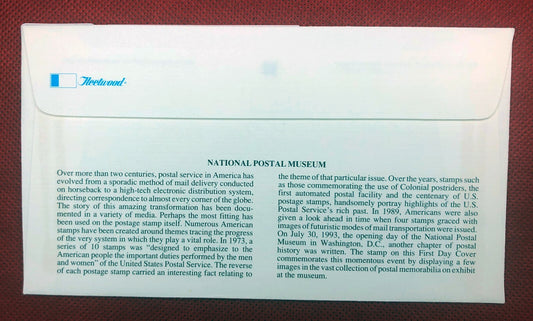 Fleetwood
NATIONAL POSTAL MUSEUM
Over more than two centuries, postal service in America has
evolved from a sporadic method of mail delivery conducted
on horseback to a high-tech electronic distribution system,
directing correspondence to almost every corner of the globe.
The story of this amazing transformation has been docu-
mented in a variety of media. Perhaps the most fitting has
been used on the postage stamp itself. Numerous American
stamps have been created around themes tracing the progress
of the very system in which they play a vital role. In 1973, a
series of 10 stamps was "designed to emphasize to the
American people the important duties performed by the men
and women" of the United States Postal Service. The reverse
of each postage stamp carried an interesting fact relating to
the theme of that particular issue. Over the years, stamps such
as those commemorating the use of Colonial postriders, the
first automated postal facility and the centenary of U.S.
postage stamps, handsomely portray highlights of the U.S.
Postal Service's rich past. In 1989, Americans were also
given a look ahead in time when four stamps graced with
images of futuristic modes of mail transportation were issued.
On July 30, 1993, the opening day of the National Postal
Museum in Washington, D.C., another chapter of postal
history was written. The stamp on this First Day Cover
commemorates this momentous event by displaying a few
images in the vast collection of postal memorabilia on exhibit
at the museum.